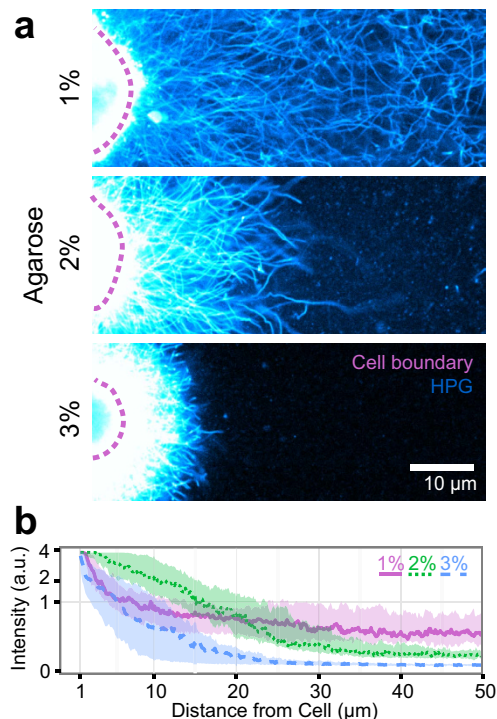 a
1%
Agarose
2%
3%
Cell boundary
HPG
10 µm
b
Intensity (a.u.)
4
2
1
0
1% 2% 3%
1 10 20 30 40 50
Distance from Cell (µm)